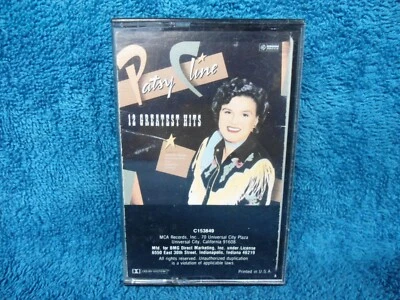 Patsy Cline
12 GREATEST HITS
C153849
MCA Records, Inc., 70 Universal City Plaza
Universal City, California 91608
Mfd. for BMG Direct Marketing, Inc. under License
6550 East 30th Street, Indianapolis, Indiana 46219
All rights reserved. Unauthorized duplication
is a violation of applicable laws.
Printed in U.S.A.